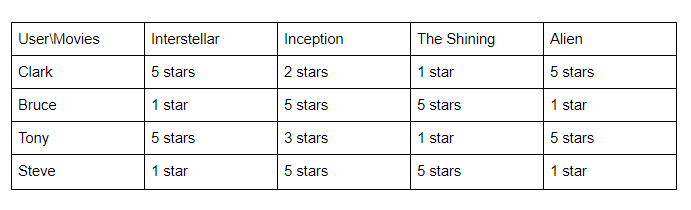 User\Movies Interstellar Inception The Shining Alien
Clark 5 stars 2 stars 1 star 5 stars
Bruce 1 star 5 stars 5 stars 1 star
Tony 5 stars 3 stars 1 star 5 stars
Steve 1 star 5 stars 5 stars 1 star